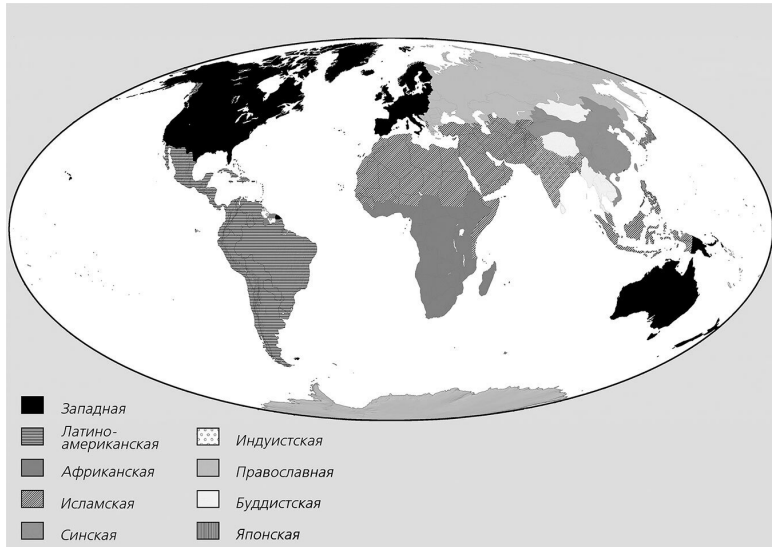 Западная
Латино-
американская
Африканская
Исламская
Синская
Индуистская
Православная
Буддистская
Японская